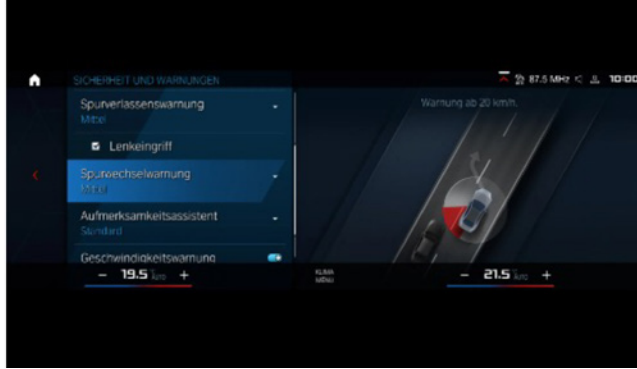 SICHERHEIT UND WARNUNGEN
87.5 MHz
10:00
Spurverlassenswarnung
Mittel
Lenkeingriff
Spurwechselwarnung
Mittel
Aufmerksamkeitsassistent
Standard
Geschwindigkeitswarnung
Warnung ab 20 km/h.
- 19.5 +
KLIMA
MENÜ
- 21.5 +